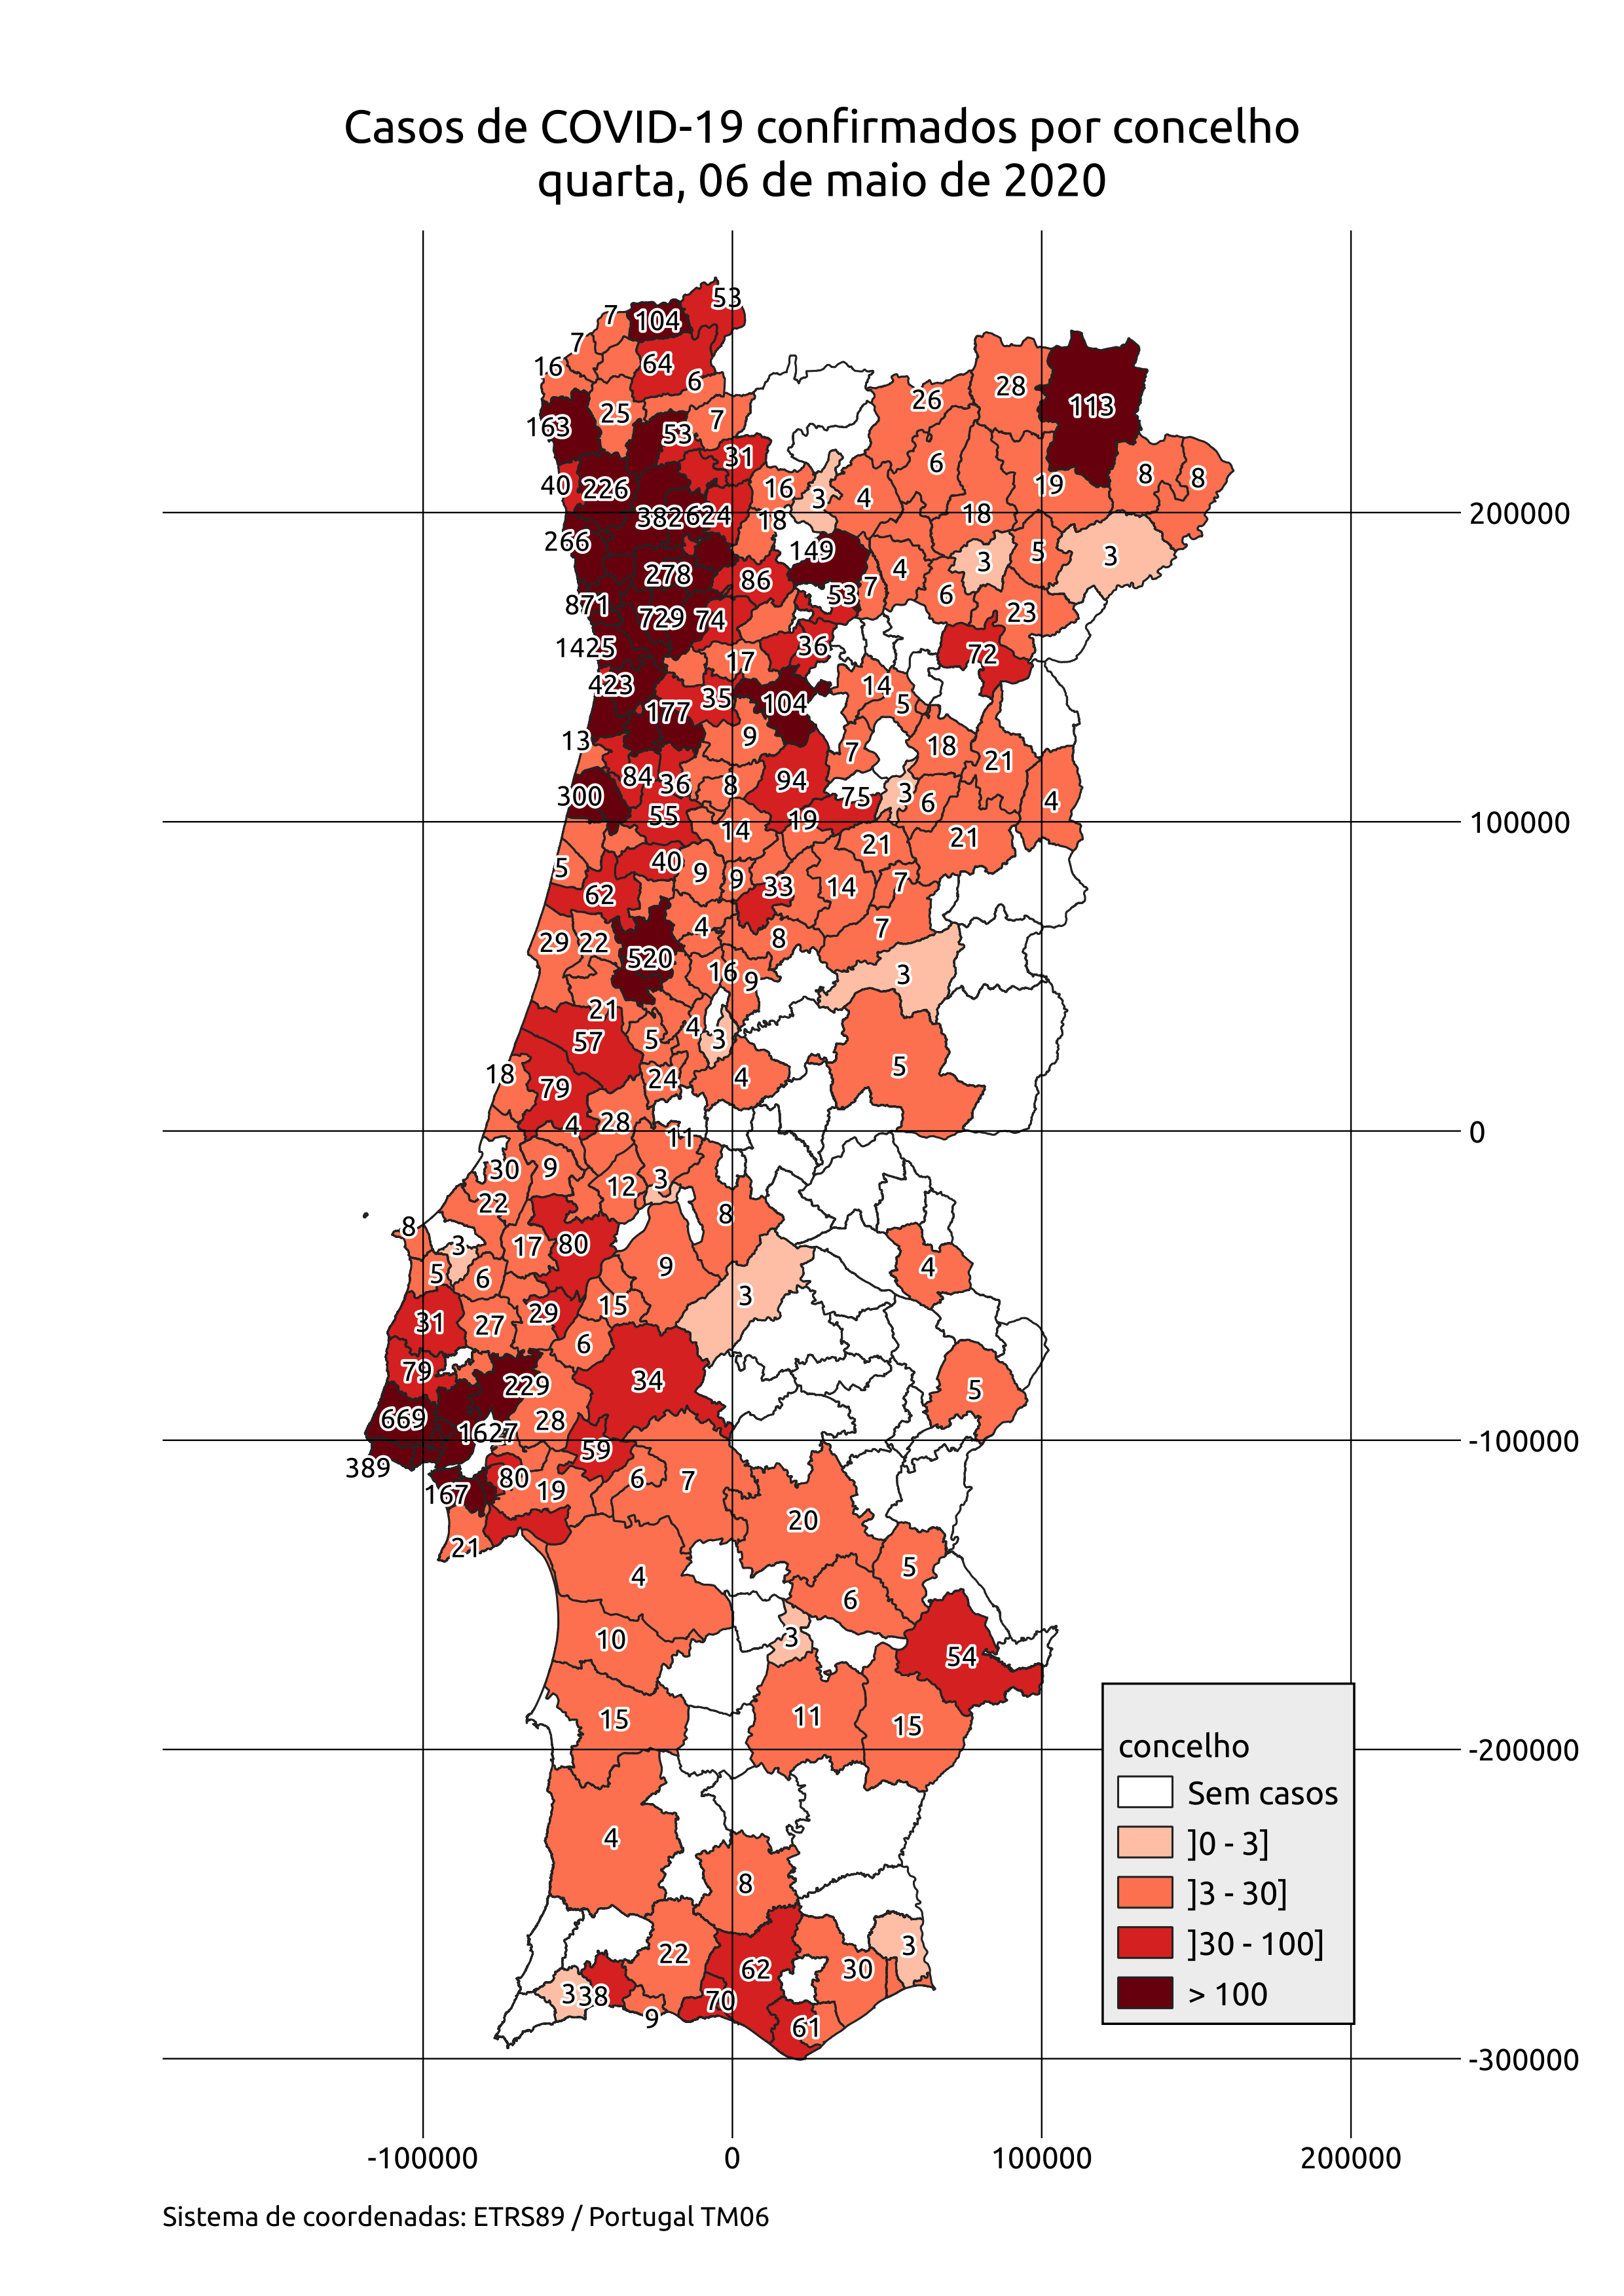 Casos de COVID-19 confirmados por concelho
quarta, 06 de maio de 2020
53
7 104
7
16 64
6
28
26
113
163 25 53 7
31
6
8 8
40 226 16 3 4 19
382 624 18 18
200000
266 149 3 5 3
278 86 4
871 53 7 6
729 74 23
1425 36
17 72
423 14
177 35 104 5
13 9 7 18 21
84 36 8 94
300 75 3 6 4
55 14 19
100000
21 21
5 40 9 9 33 14 7
62
29 22 4 8 7
520 16 9 3
21
57 5 4 3
18 79 24 4 5
4 28
11
0
30 9
22 12 3
8 8
3 17 80
5 6 9 4
31 27 29 15 3
6
79 229 34 5
669 28
1627
-100000
59
389 80 6 7
167 19
20
21
4 5
6
10 3
54
15 11 15
-200000
4
8
22 3
62 30
3 38
9 70 61
concelho
Sem casos
]0 - 3]
]3 - 30]
]30 - 100]
> 100
-300000
-100000 0 100000 200000
Sistema de coordenadas: ETRS89 / Portugal TM06